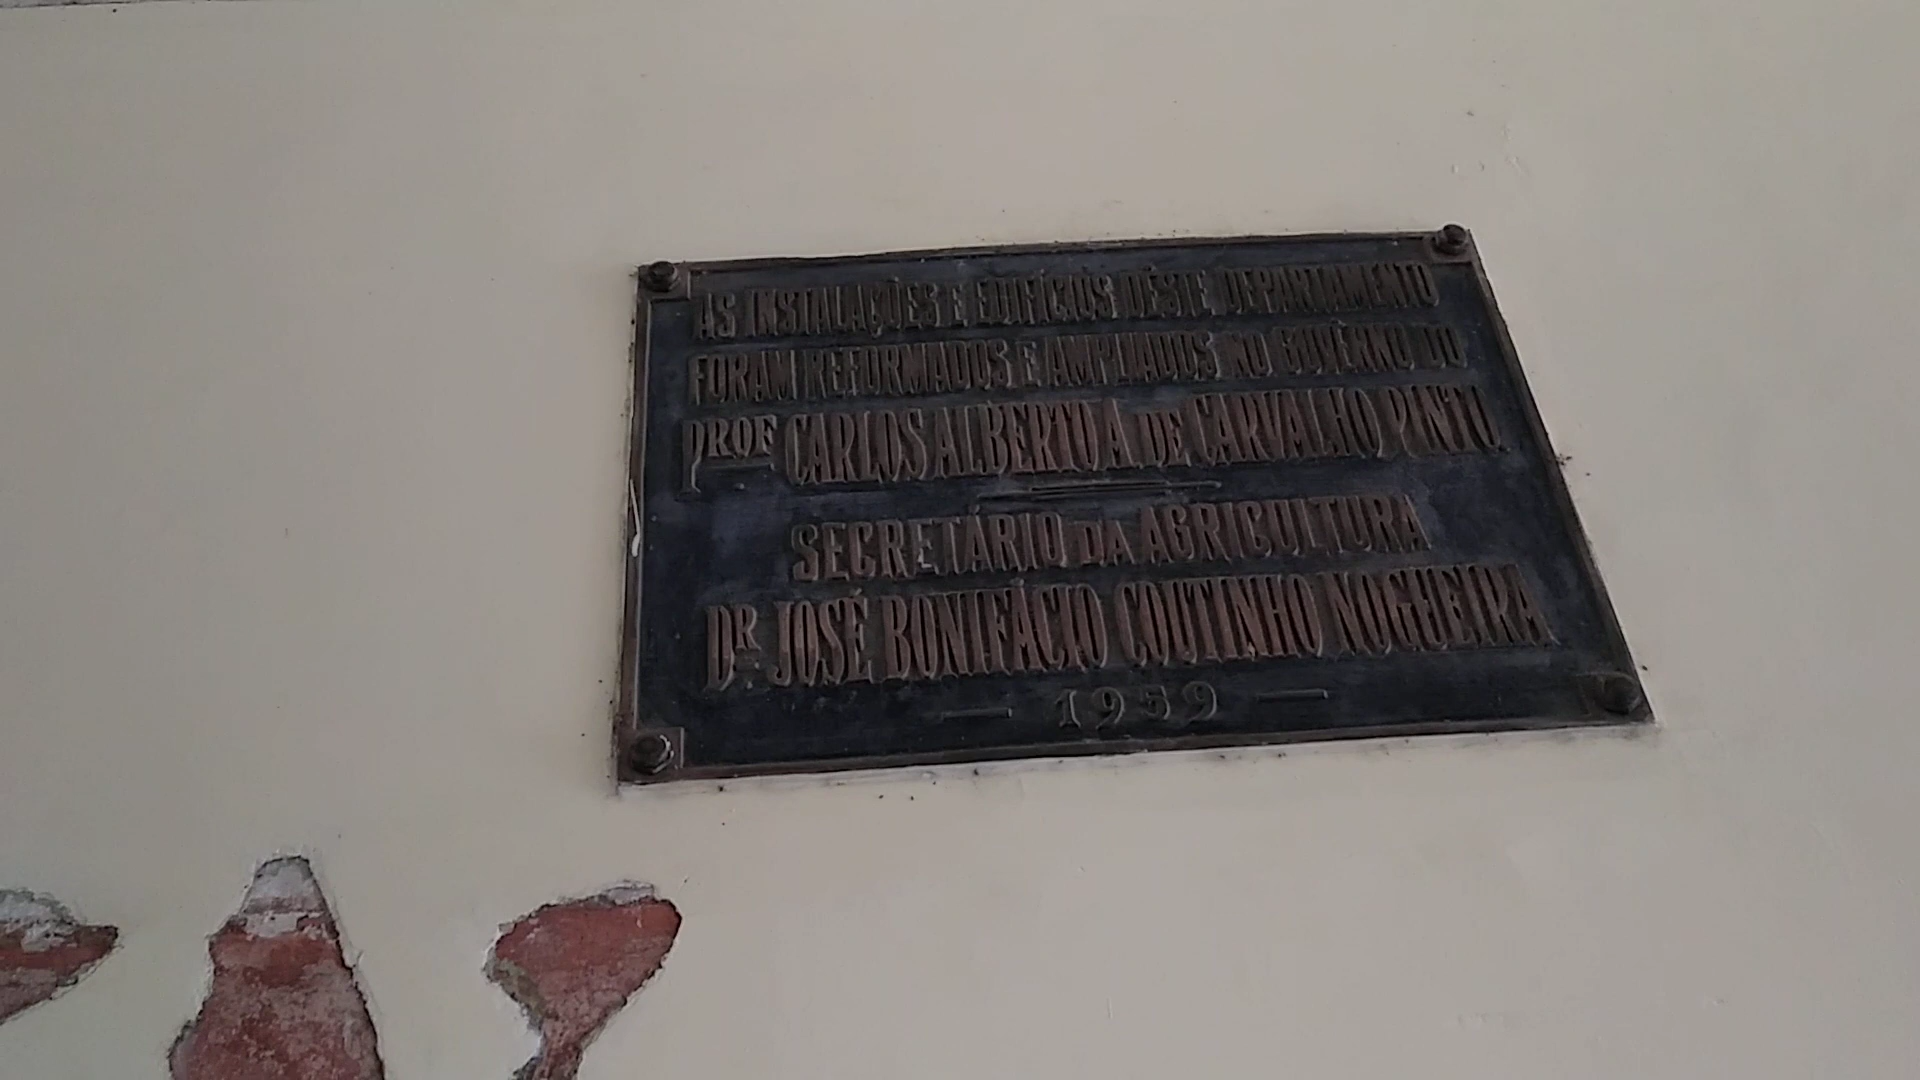 AS INSTALAÇÕES E EDIFÍCIOS DÊSTE DEPARTAMENTO
FORAM REFORMADOS E AMPLIADOS NO GOVÊRNO DO
PROF CARLOS ALBERTO A DE CARVALHO PINTO
SECRETÁRIO DA AGRICULTURA
DR. JOSÉ BONIFÁCIO COUTINHO NOGUEIRA
— 1959 —